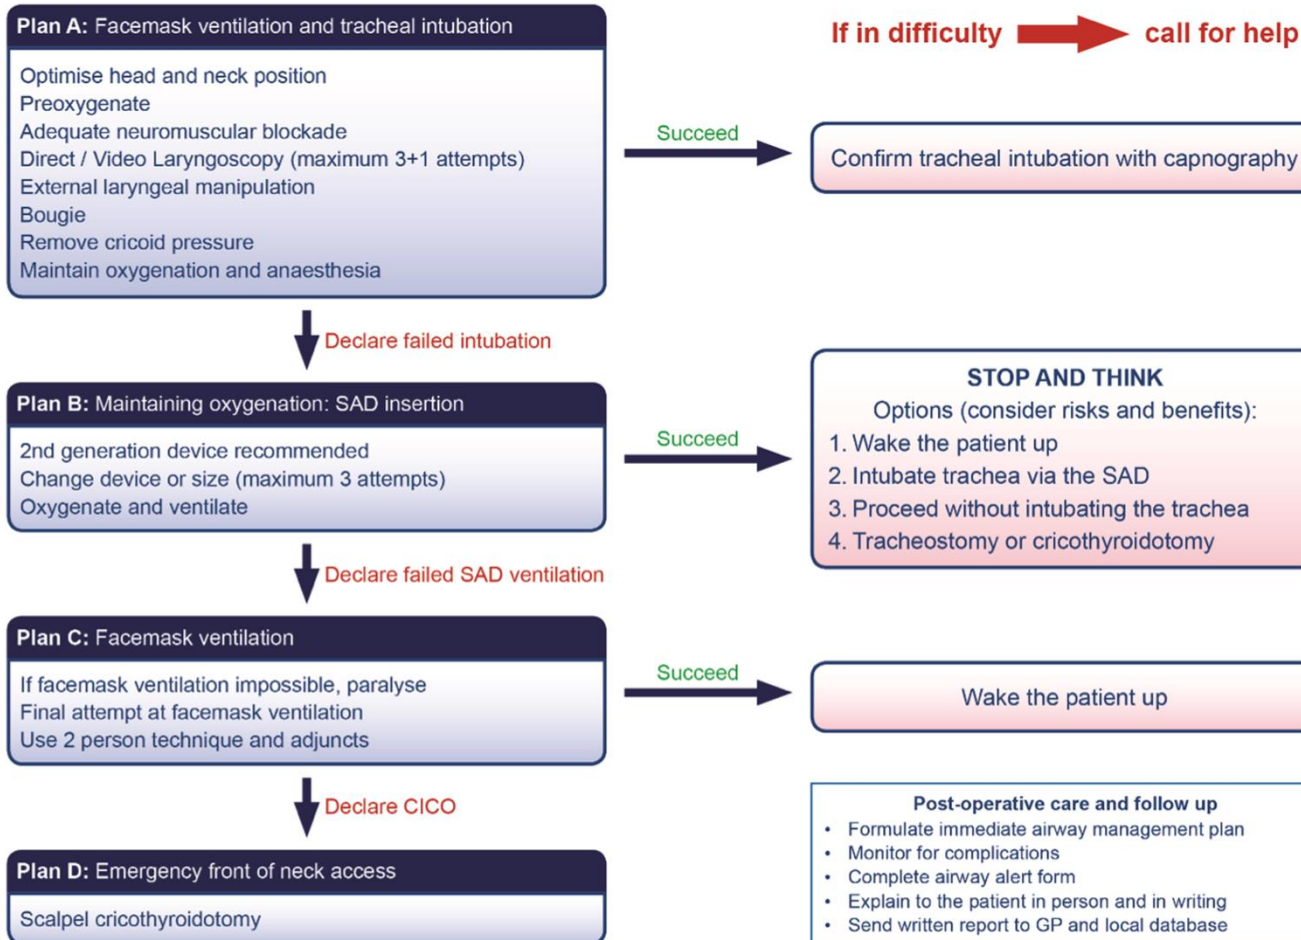 Plan A: Facemask ventilation and tracheal intubation
Optimise head and neck position
Preoxygenate
Adequate neuromuscular blockade
Direct / Video Laryngoscopy (maximum 3+1 attempts)
External laryngeal manipulation
Bougie
Remove cricoid pressure
Maintain oxygenation and anaesthesia
If in difficulty
call for help
Succeed
Confirm tracheal intubation with capnography
Declare failed intubation
Plan B: Maintaining oxygenation: SAD insertion
2nd generation device recommended
Change device or size (maximum 3 attempts)
Oxygenate and ventilate
Succeed
STOP AND THINK
Options (consider risks and benefits):
1. Wake the patient up
2. Intubate trachea via the SAD
3. Proceed without intubating the trachea
4. Tracheostomy or cricothyroidotomy
Declare failed SAD ventilation
Plan C: Facemask ventilation
If facemask ventilation impossible, paralyse
Final attempt at facemask ventilation
Use 2 person technique and adjuncts
Succeed
Wake the patient up
Declare CICO
Plan D: Emergency front of neck access
Scalpel cricothyroidotomy
Post-operative care and follow up
• Formulate immediate airway management plan
• Monitor for complications
• Complete airway alert form
• Explain to the patient in person and in writing
• Send written report to GP and local database